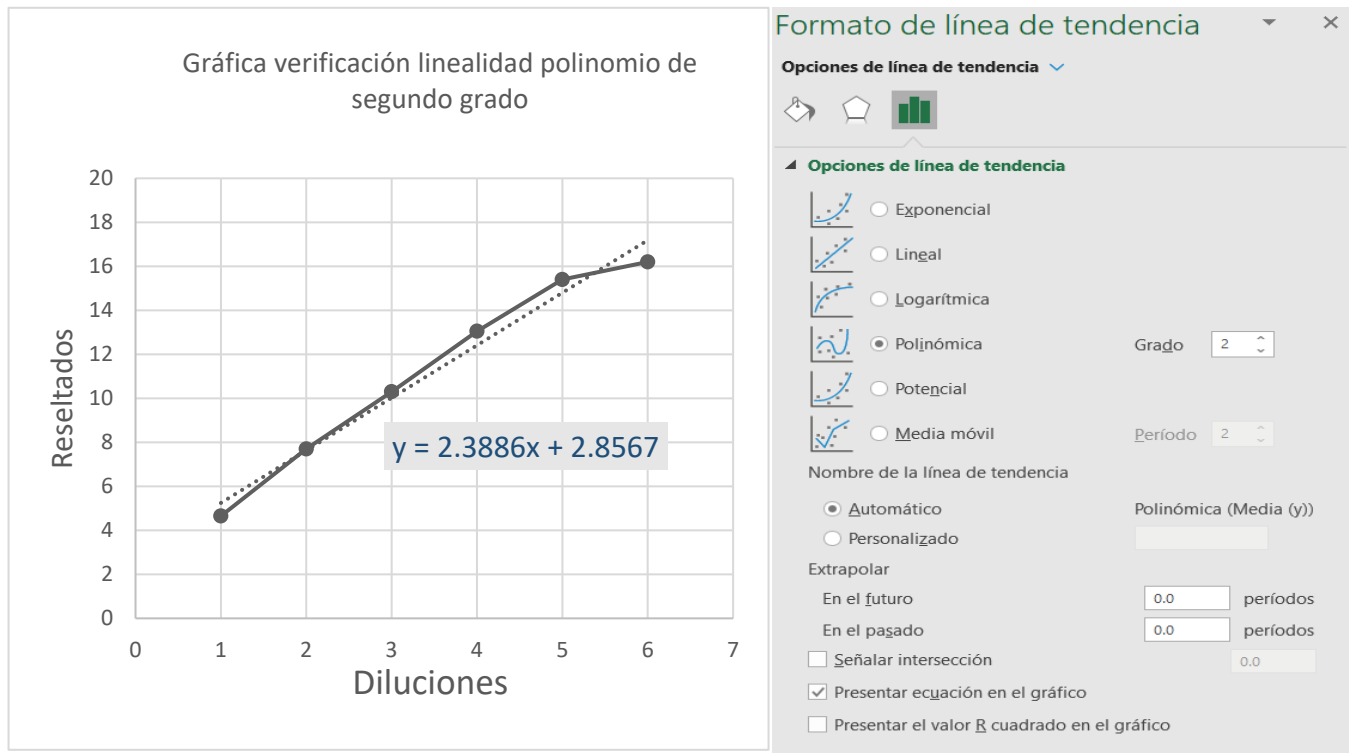 Gráfica verificación linealidad polinomio de
segundo grado
20
18
16
14
12
10
8
6
4
2
0
Reseltados
y = 2.3886x + 2.8567
0 1 2 3 4 5 6 7
Diluciones
Formato de línea de tendencia
Opciones de línea de tendencia
Opciones de línea de tendencia
Exponencial
Lineal
Logarítmica
Polinómica Grado 2
Potencial
Media móvil Período 2
Nombre de la línea de tendencia
Automático Polinómica (Media (y))
Personalizado
Extrapolar
En el futuro 0.0 períodos
En el pasado 0.0 períodos
Señalar intersección 0.0
Presentar ecuación en el gráfico
Presentar el valor R cuadrado en el gráfico